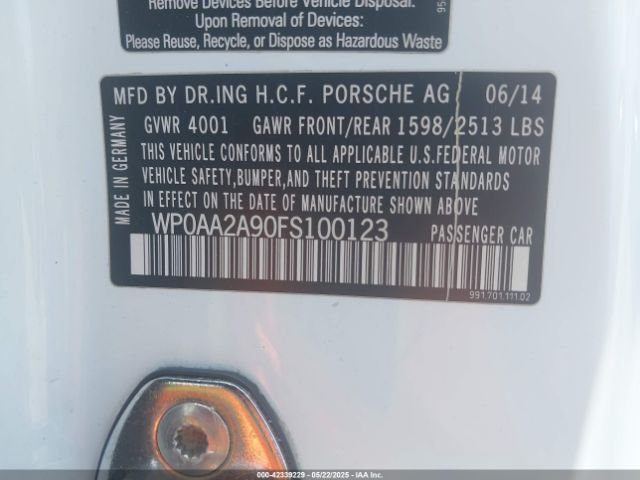 Remove Devices Before Vehicle Disposal.
Upon Removal of Devices:
Please Reuse, Recycle, or Dispose as Hazardous Waste
95
MFD BY DR.ING H.C.F. PORSCHE AG 06/14
GVWR 4001 GAWR FRONT/REAR 1598/2513 LBS
THIS VEHICLE CONFORMS TO ALL APPLICABLE U.S.FEDERAL MOTOR
VEHICLE SAFETY,BUMPER,AND THEFT PREVENTION STANDARDS
IN EFFECT ON THE DATE OF MANUFACTURE SHOWN ABOVE.
WP0AA2A90FS100123 PASSENGER CAR
MADE IN GERMANY
991.701.111.02
000-42339229 - 05/22/2025 - IAAI.COM